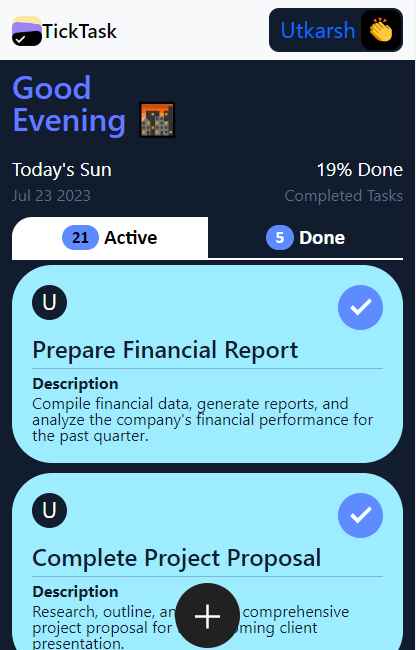 TickTask
Utkarsh
Good
Evening
Today's Sun
19% Done
Jul 23 2023
Completed Tasks
21 Active
5 Done
U
Prepare Financial Report
Description
Compile financial data, generate reports, and
analyze the company's financial performance for
the past quarter.
U
Complete Project Proposal
Description
Research, outline, an comprehensive
project proposal for oming client
presentation.